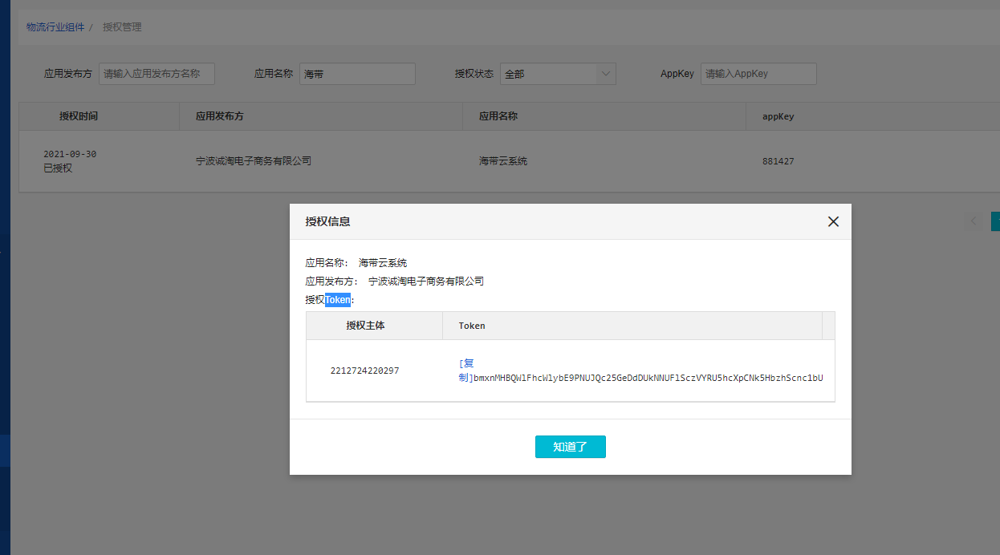 物流行业组件 / 授权管理
应用发布方 请输入应用发布方名称 应用名称 海带 授权状态 全部 AppKey 请输入AppKey
授权时间 应用发布方 应用名称 appKey
2021-09-30
已授权
宁波诚淘电子商务有限公司 海带云系统 881427
授权信息
应用名称: 海带云系统
应用发布方: 宁波诚淘电子商务有限公司
授权Token:
授权主体 Token
2212724220297
[复
制]bmxnMHBQWlFhcWlybE9PNUJQc25GeDdDUkNNUFlSczVYRU5hcXpCNk5HbzhScnc1bU
知道了